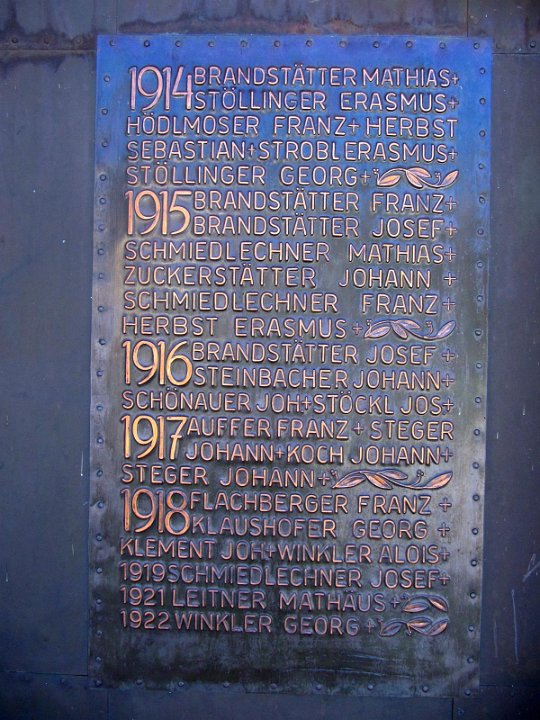 1914 BRANDSTÄTTER MATHIAS+
STÖLLINGER ERASMUS+
HÖDLMOSER FRANZ+HERBST
SEBASTIAN+STROBL ERASMUS+
STÖLLINGER GEORG+
1915 BRANDSTÄTTER FRANZ+
BRANDSTÄTTER JOSEF+
SCHMIEDLECHNER MATHIAS+
ZUCKERSTÄTTER JOHANN +
SCHMIEDLECHNER FRANZ+
HERBST ERASMUS+
1916 BRANDSTÄTTER JOSEF +
STEINBACHER JOHANN+
SCHÖNAUER JOH+STÖCKL JOS+
1917 AUFFER FRANZ + STEGER
JOHANN+KOCH JOHANN+
STEGER JOHANN+
1918 FLACHBERGER FRANZ+
KLAUSHOFER GEORG +
KLEMENT JOH+WINKLER ALOIS+
1919 SCHMIEDLECHNER JOSEF+
1921 LEITNER MATHÄUS+
1922 WINKLER GEORG+